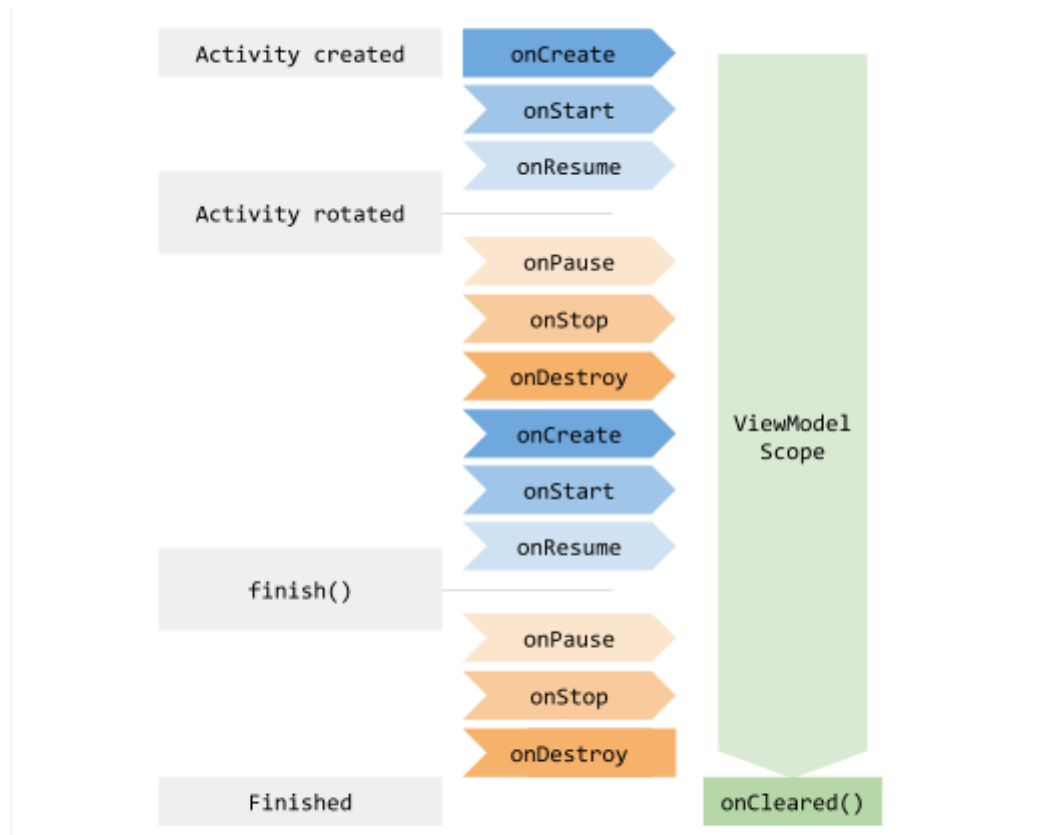 Activity created
onCreate
onStart
onResume
Activity rotated
onPause
onStop
onDestroy
onCreate
onStart
onResume
finish()
onPause
onStop
onDestroy
Finished
ViewModel
Scope
onCleared()